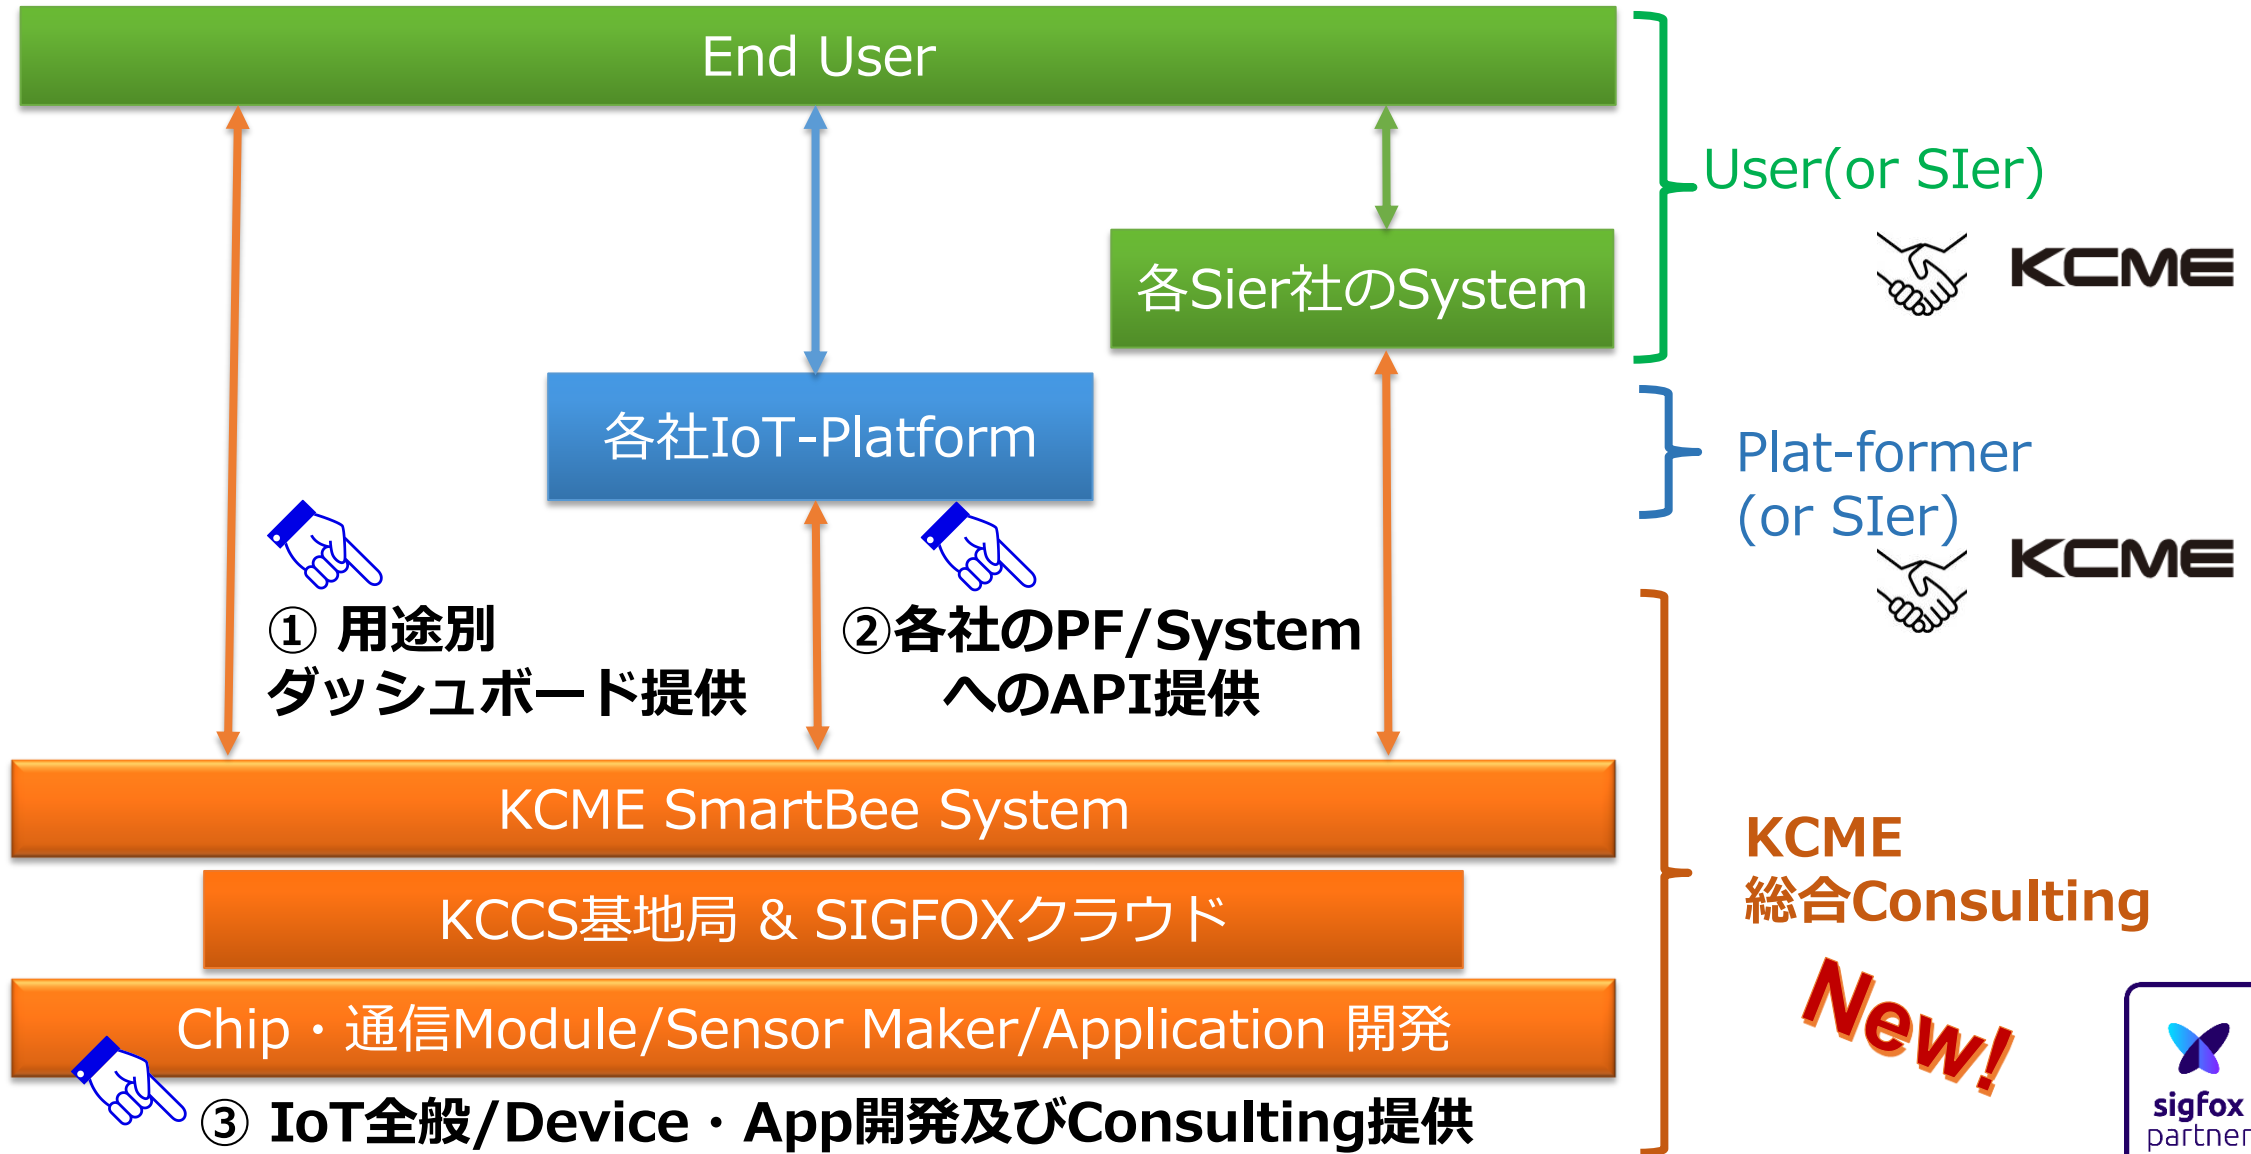 End User
User(or SIer)
各Sier社のSystem
KCME
各社IoT-Platform
Plat-former
(or SIer)
KCME
① 用途別
ダッシュボード提供
②各社のPF/System
へのAPI提供
KCME SmartBee System
KCME
総合Consulting
KCCS基地局 & SIGFOXクラウド
New!
Chip・通信Module/Sensor Maker/Application 開発
③ IoT全般/Device・App開発及びConsulting提供
sigfox
partner